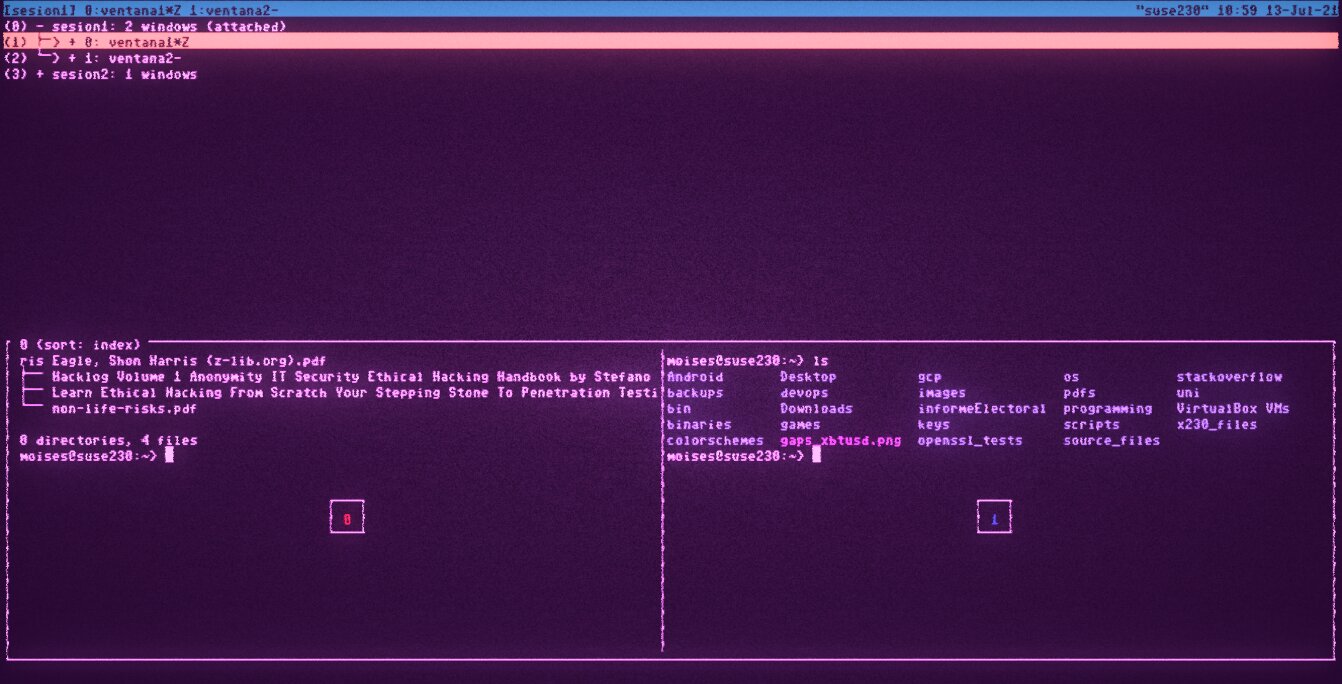 [sesion1] 0:ventana1*Z 1:ventana2- "suse230" 10:59 13-Jul-21
(0) - sesion1: 2 windows (attached)
(1) ├─> + 0: ventana1*Z
(2) └─> + 1: ventana2-
(3) + sesion2: 1 windows
0 (sort: index)
ris Eagle, Shon Harris (z-lib.org).pdf
├── Hacklog Volume 1 Anonymity IT Security Ethical Hacking Handbook by Stefano
├── Learn Ethical Hacking From Scratch Your Stepping Stone To Penetration Testi
└── non-life-risks.pdf
0 directories, 4 files
moises@suse230:~>
0
moises@suse230:~> ls
Android Desktop gcp os stackoverflow
backups devops images pdfs uni
bin Downloads informeElectoral programming VirtualBox VMs
binaries games keys scripts x230_files
colorschemes gaps_xbtusd.png openssl_tests source_files
moises@suse230:~>
1